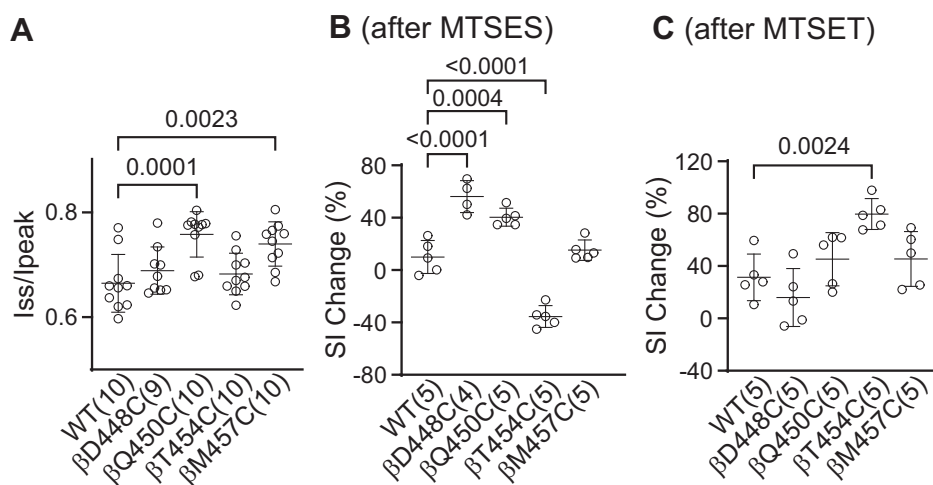 A
B (after MTSES)
C (after MTSET)
0.0023
0.0001
Iss/Ipeak
0.8
0.6
WT(10)
βD448C(9)
βQ450C(10)
βT454C(10)
βM457C(10)
<0.0001
0.0004
<0.0001
SI Change (%)
80
40
0
-40
-80
WT(5)
βD448C(4)
βQ450C(5)
βT454C(5)
βM457C(5)
0.0024
SI Change (%)
120
80
40
0
-40
WT(5)
βD448C(5)
βQ450C(5)
βT454C(5)
βM457C(5)